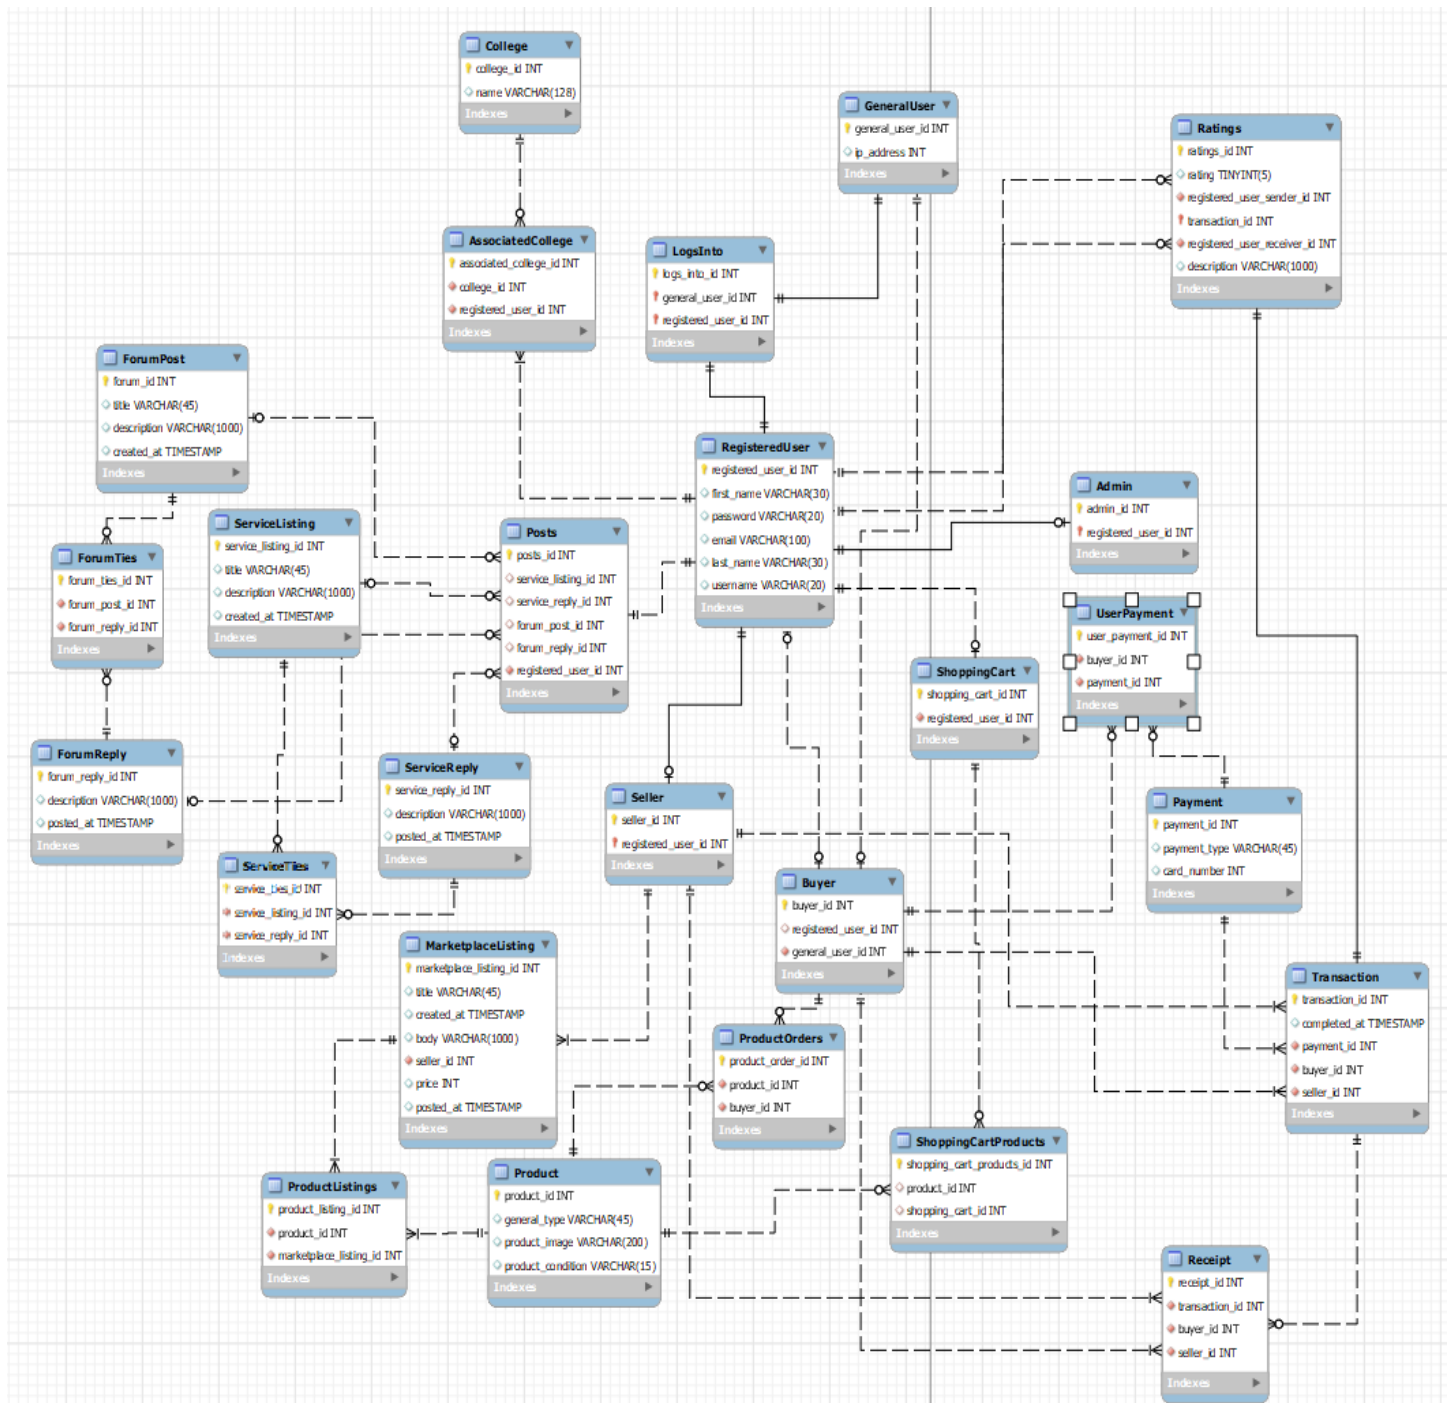 College
college_id INT
name VARCHAR(128)
Indexes
GeneralUser
general_user_id INT
ip_address INT
Indexes
Ratings
ratings_id INT
rating TINYINT(5)
registered_user_sender_id INT
transaction_id INT
registered_user_receiver_id INT
description VARCHAR(1000)
Indexes
AssociatedCollege
associated_college_id INT
college_id INT
registered_user_id INT
Indexes
LogsInto
logs_into_id INT
general_user_id INT
registered_user_id INT
Indexes
ForumPost
forum_id INT
title VARCHAR(45)
description VARCHAR(1000)
created_at TIMESTAMP
Indexes
RegisteredUser
registered_user_id INT
first_name VARCHAR(30)
password VARCHAR(20)
email VARCHAR(100)
last_name VARCHAR(30)
username VARCHAR(20)
Indexes
Admin
admin_id INT
registered_user_id INT
Indexes
ServiceListing
service_listing_id INT
title VARCHAR(45)
description VARCHAR(1000)
created_at TIMESTAMP
Indexes
Posts
posts_id INT
service_listing_id INT
service_reply_id INT
forum_post_id INT
forum_reply_id INT
registered_user_id INT
Indexes
ForumTies
forum_ties_id INT
forum_post_id INT
forum_reply_id INT
Indexes
UserPayment
user_payment_id INT
buyer_id INT
payment_id INT
Indexes
ShoppingCart
shopping_cart_id INT
registered_user_id INT
Indexes
ForumReply
forum_reply_id INT
description VARCHAR(1000)
posted_at TIMESTAMP
Indexes
ServiceReply
service_reply_id INT
description VARCHAR(1000)
posted_at TIMESTAMP
Indexes
Seller
seller_id INT
registered_user_id INT
Indexes
Payment
payment_id INT
payment_type VARCHAR(45)
card_number INT
Indexes
ServiceTies
service_ties_id INT
service_listing_id INT
service_reply_id INT
Indexes
Buyer
buyer_id INT
registered_user_id INT
general_user_id INT
Indexes
MarketplaceListing
marketplace_listing_id INT
title VARCHAR(45)
created_at TIMESTAMP
body VARCHAR(1000)
seller_id INT
price INT
posted_at TIMESTAMP
Indexes
Transaction
transaction_id INT
completed_at TIMESTAMP
payment_id INT
buyer_id INT
seller_id INT
Indexes
ProductOrders
product_order_id INT
product_id INT
buyer_id INT
Indexes
ShoppingCartProducts
shopping_cart_products_id INT
product_id INT
shopping_cart_id INT
Indexes
ProductListings
product_listing_id INT
product_id INT
marketplace_listing_id INT
Indexes
Product
product_id INT
general_type VARCHAR(45)
product_image VARCHAR(200)
product_condition VARCHAR(15)
Indexes
Receipt
receipt_id INT
transaction_id INT
buyer_id INT
seller_id INT
Indexes